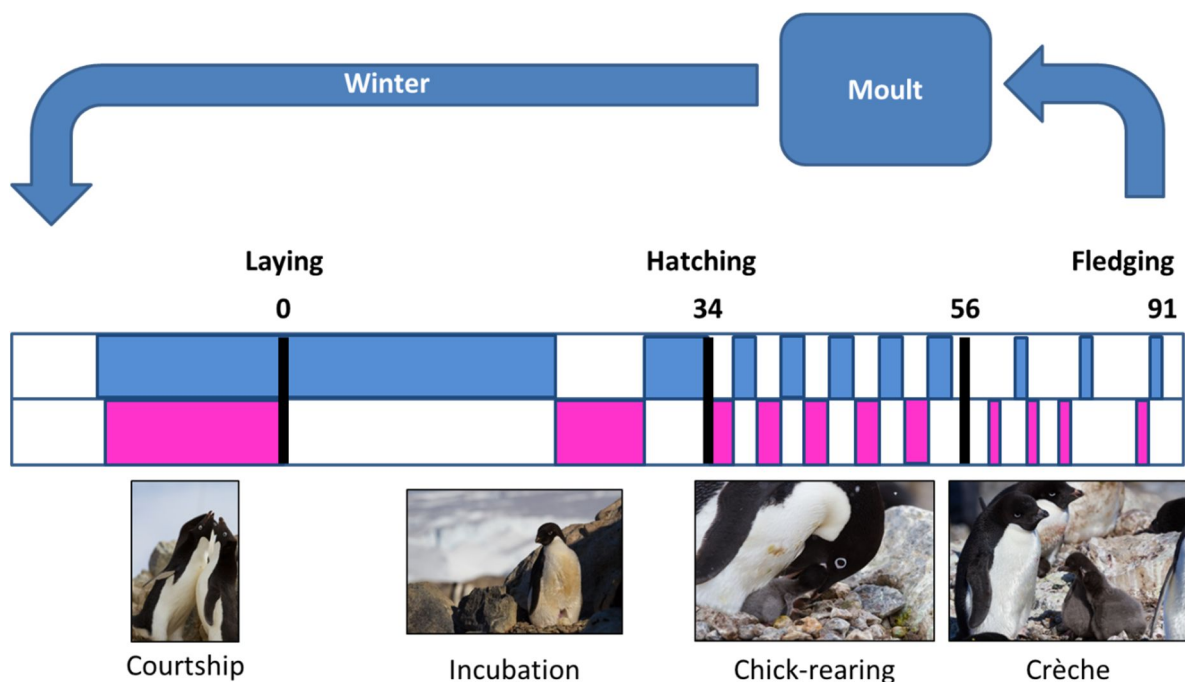 Winter
Moult
Laying
Hatching
Fledging
0
34
56
91
Courtship
Incubation
Chick-rearing
Crèche